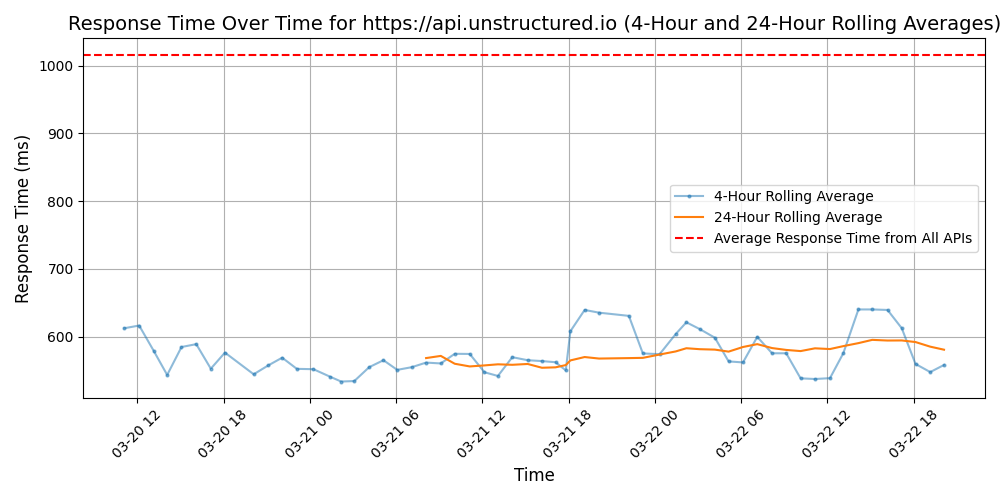 Response Time Over Time for https://api.unstructured.io (4-Hour and 24-Hour Rolling Averages)
Response Time (ms)
1000
900
800
700
600
4-Hour Rolling Average
24-Hour Rolling Average
Average Response Time from All APIs
03-20 12
03-20 18
03-21 00
03-21 06
03-21 12
03-21 18
03-22 00
03-22 06
03-22 12
03-22 18
Time